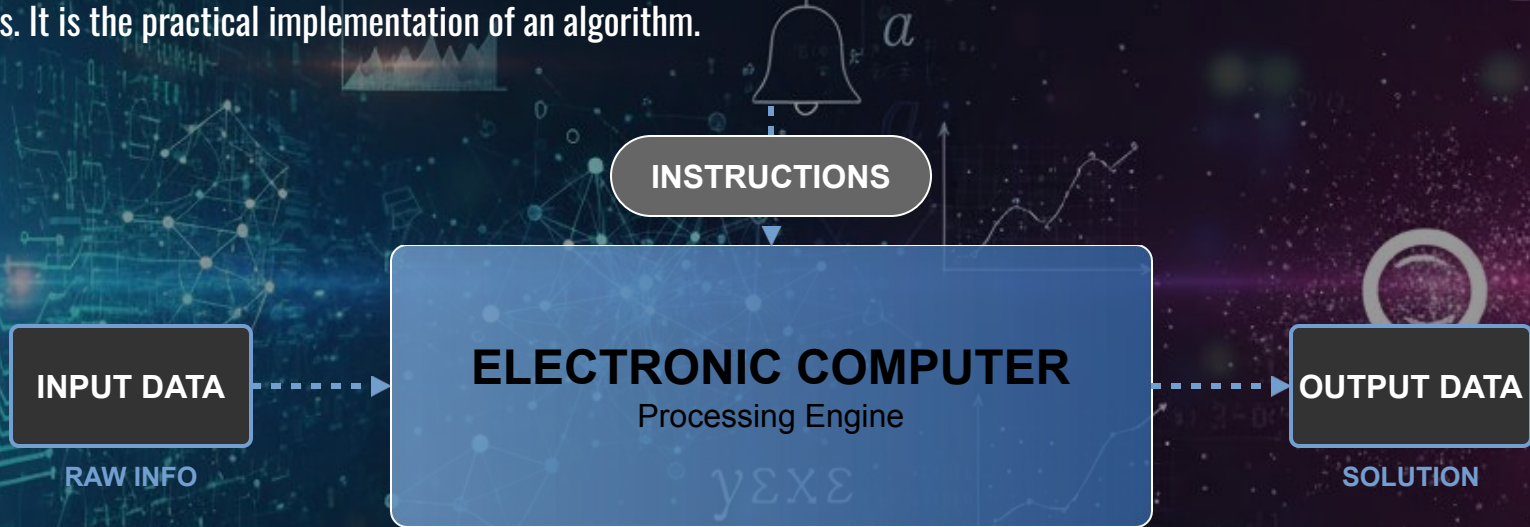 s. It is the practical implementation of an algorithm.
a
INSTRUCTIONS
ELECTRONIC COMPUTER
Processing Engine
INPUT DATA
OUTPUT DATA
RAW INFO
SOLUTION